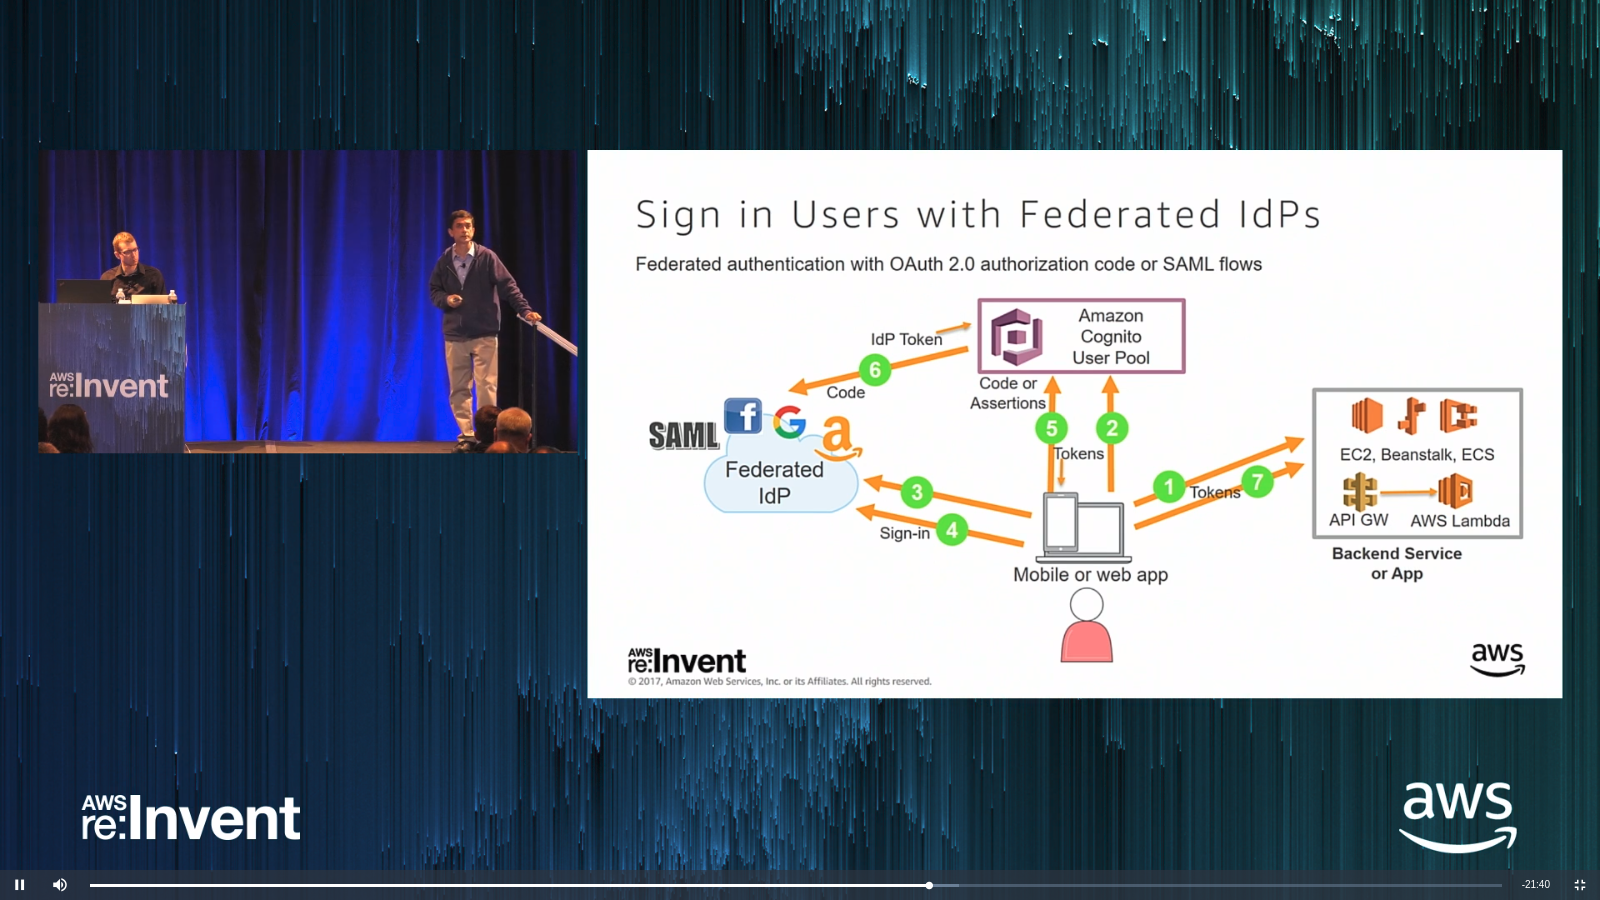 Sign in Users with Federated IdPs
Federated authentication with OAuth 2.0 authorization code or SAML flows
Amazon
Cognito
User Pool
IdP Token
6
Code
Code or
Assertions
5
2
Tokens
SAML
f
G
a
Federated
IdP
3
Sign-in
4
1
Tokens
7
EC2, Beanstalk, ECS
API GW
AWS Lambda
Backend Service
or App
Mobile or web app
AWS
re:Invent
© 2017, Amazon Web Services, Inc. or its Affiliates. All rights reserved.
aws
AWS
re:Invent
AWS
re:Invent
aws
-21:40